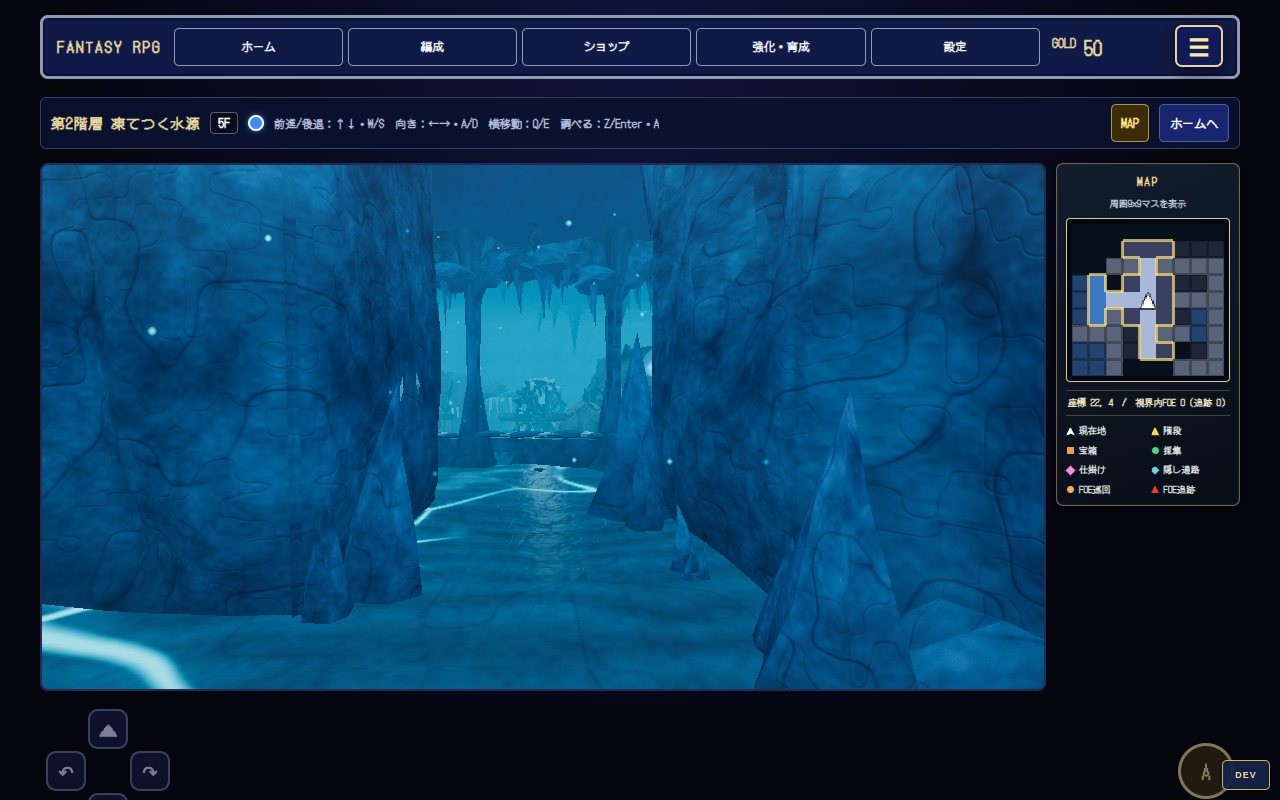 FANTASY RPG
ホーム
編成
ショップ
強化・育成
設定
GOLD 50
第2階層 凍てつく水源 5F 前進/後退:↑↓・W/S 向き:←→・A/D 横移動:Q/E 調べる:Z/Enter・A
MAP
ホームへ
MAP
周囲9x9マスを表示
座標 22, 4 / 視界内FOE 0 (追跡 0)
現在地
階段
宝箱
採集
仕掛け
隠し通路
FOE巡回
FOE追跡
A
DEV